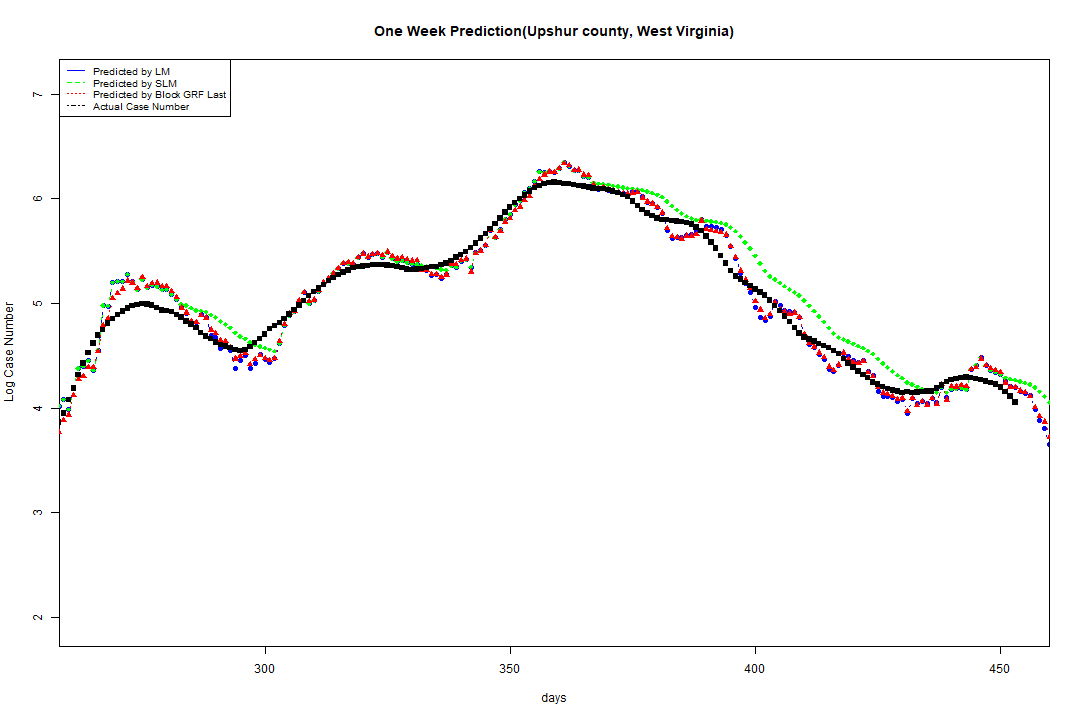 One Week Prediction(Upshur county, West Virginia)
Predicted by LM
Predicted by SLM
Predicted by Block GRF Last
Actual Case Number
7
6
5
4
3
2
Log Case Number
300
350
400
450
days